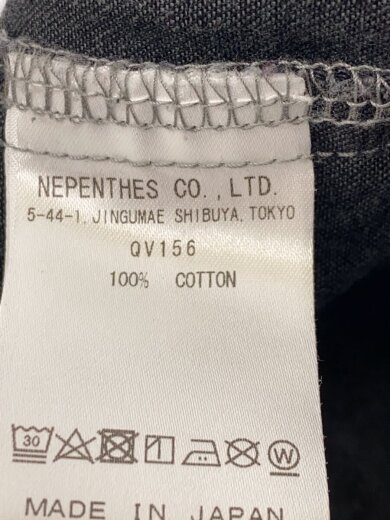 NEPENTHES CO., LTD.
5-44-1, JINGUMAE SHIBUYA, TOKYO
QV156
100% COTTON
30 W
MADE IN JAPAN